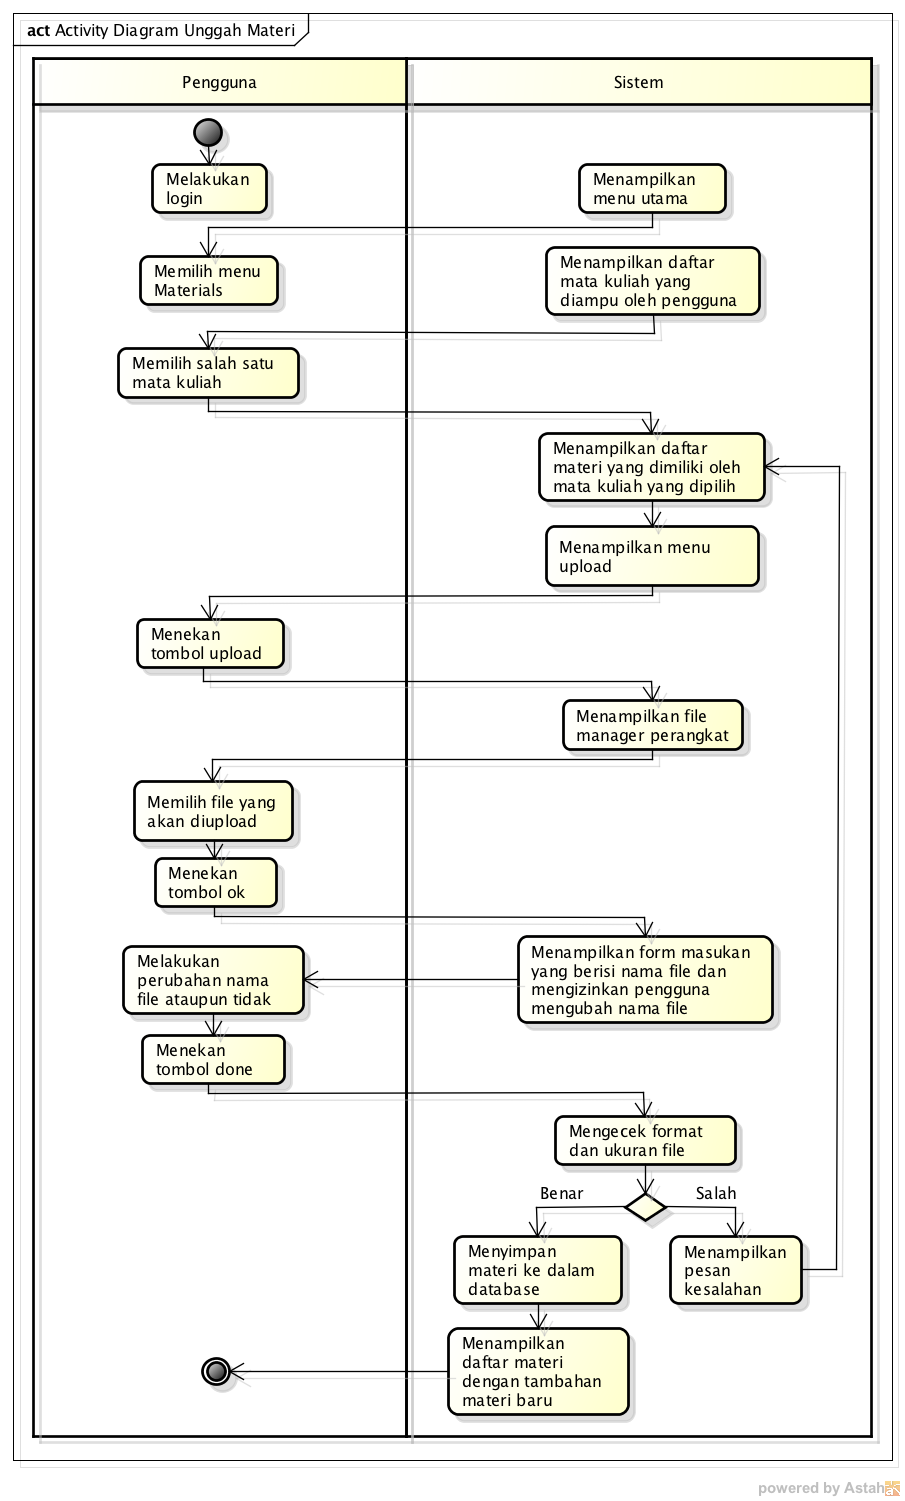 act Activity Diagram Unggah Materi
Pengguna
Sistem
Melakukan
login
Menampilkan
menu utama
Memilih menu
Materials
Menampilkan daftar
mata kuliah yang
diampu oleh pengguna
Memilih salah satu
mata kuliah
Menampilkan daftar
materi yang dimiliki oleh
mata kuliah yang dipilih
Menampilkan menu
upload
Menekan
tombol upload
Menampilkan file
manager perangkat
Memilih file yang
akan diupload
Menekan
tombol ok
Menampilkan form masukan
yang berisi nama file dan
mengizinkan pengguna
mengubah nama file
Melakukan
perubahan nama
file ataupun tidak
Menekan
tombol done
Mengecek format
dan ukuran file
Benar
Salah
Menyimpan
materi ke dalam
database
Menampilkan
pesan
kesalahan
Menampilkan
daftar materi
dengan tambahan
materi baru
powered by Astah